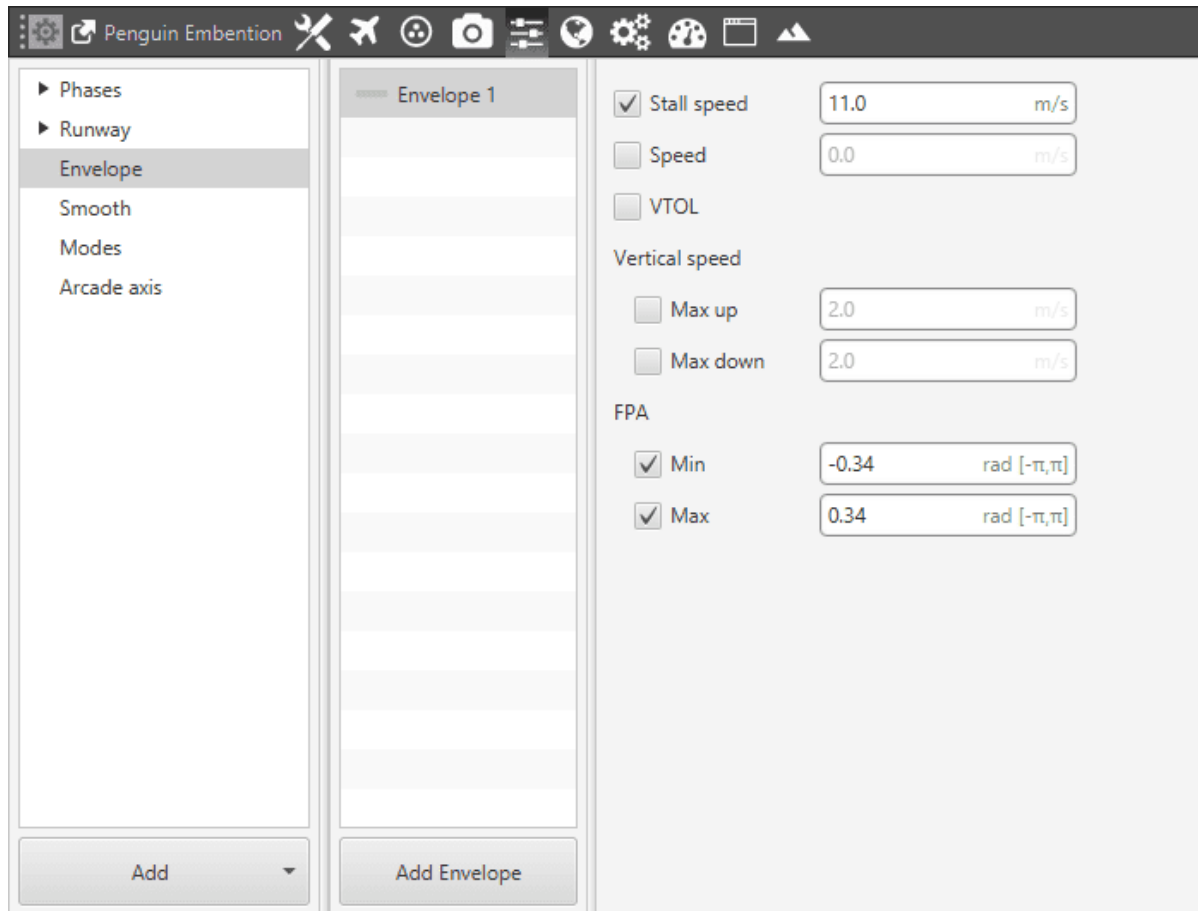 Penguin Embention
Phases
Runway
Envelope
Smooth
Modes
Arcade axis
Add
Envelope 1
Add Envelope
Stall speed 11.0 m/s
Speed 0.0 m/s
VTOL
Vertical speed
Max up 2.0 m/s
Max down 2.0 m/s
FPA
Min -0.34 rad [-π,π]
Max 0.34 rad [-π,π]